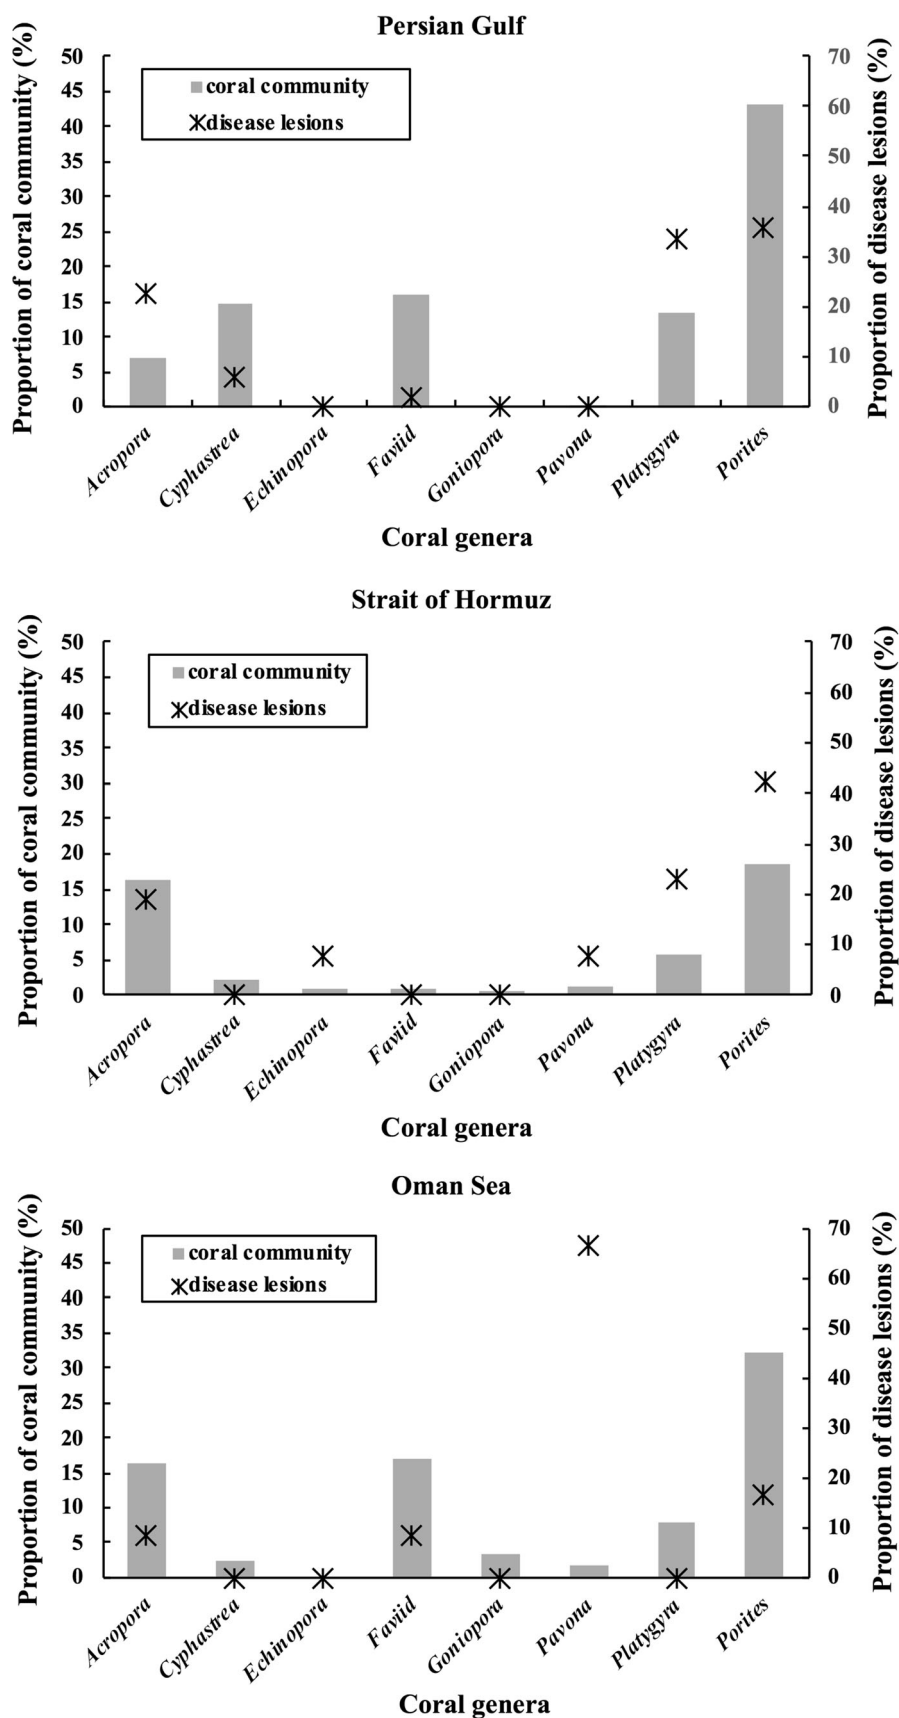 Persian Gulf
Proportion of coral community (%)
50
45
40
35
30
25
20
15
10
5
0
coral community
disease lesions
70
60
50
40
30
20
10
0
Proportion of disease lesions (%)
Acropora
Cyphastrea
Echinopora
Faviid
Goniopora
Pavona
Platygyra
Porites
Coral genera
Strait of Hormuz
Proportion of coral community (%)
50
45
40
35
30
25
20
15
10
5
0
coral community
disease lesions
70
60
50
40
30
20
10
0
Proportion of disease lesions (%)
Acropora
Cyphastrea
Echinopora
Faviid
Goniopora
Pavona
Platygyra
Porites
Coral genera
Oman Sea
Proportion of coral community (%)
50
45
40
35
30
25
20
15
10
5
0
coral community
disease lesions
70
60
50
40
30
20
10
0
Proportion of disease lesions (%)
Acropora
Cyphastrea
Echinopora
Faviid
Goniopora
Pavona
Platygyra
Porites
Coral genera